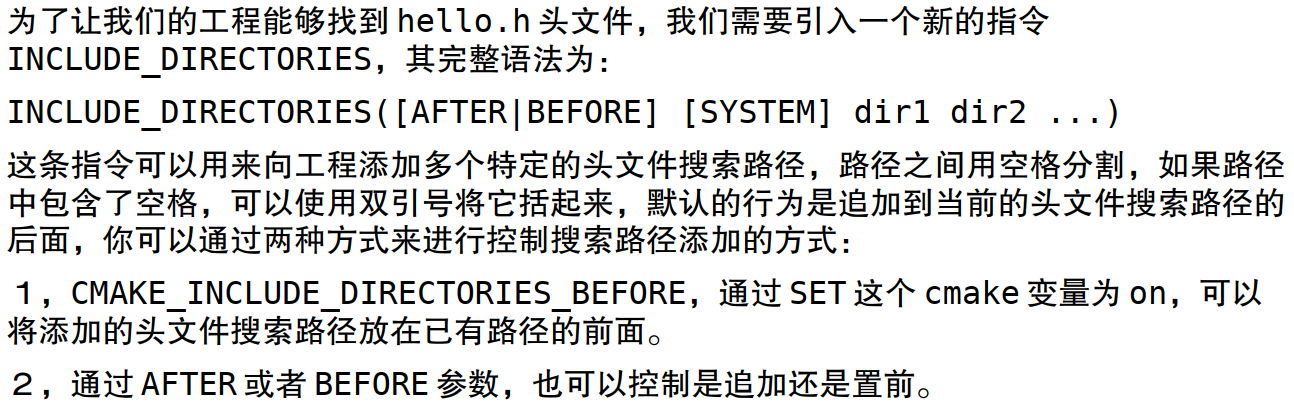 为了让我们的工程能够找到 hello.h 头文件，我们需要引入一个新的指令
INCLUDE_DIRECTORIES，其完整语法为：
INCLUDE_DIRECTORIES([AFTER|BEFORE] [SYSTEM] dir1 dir2 ...)
这条指令可以用来向工程添加多个特定的头文件搜索路径，路径之间用空格分割，如果路径
中包含了空格，可以使用双引号将它括起来，默认的行为是追加到当前的头文件搜索路径的
后面，你可以通过两种方式来进行控制搜索路径添加的方式：
１，CMAKE_INCLUDE_DIRECTORIES_BEFORE，通过 SET 这个 cmake 变量为 on，可以
将添加的头文件搜索路径放在已有路径的前面。
２，通过 AFTER 或者 BEFORE 参数，也可以控制是追加还是置前。